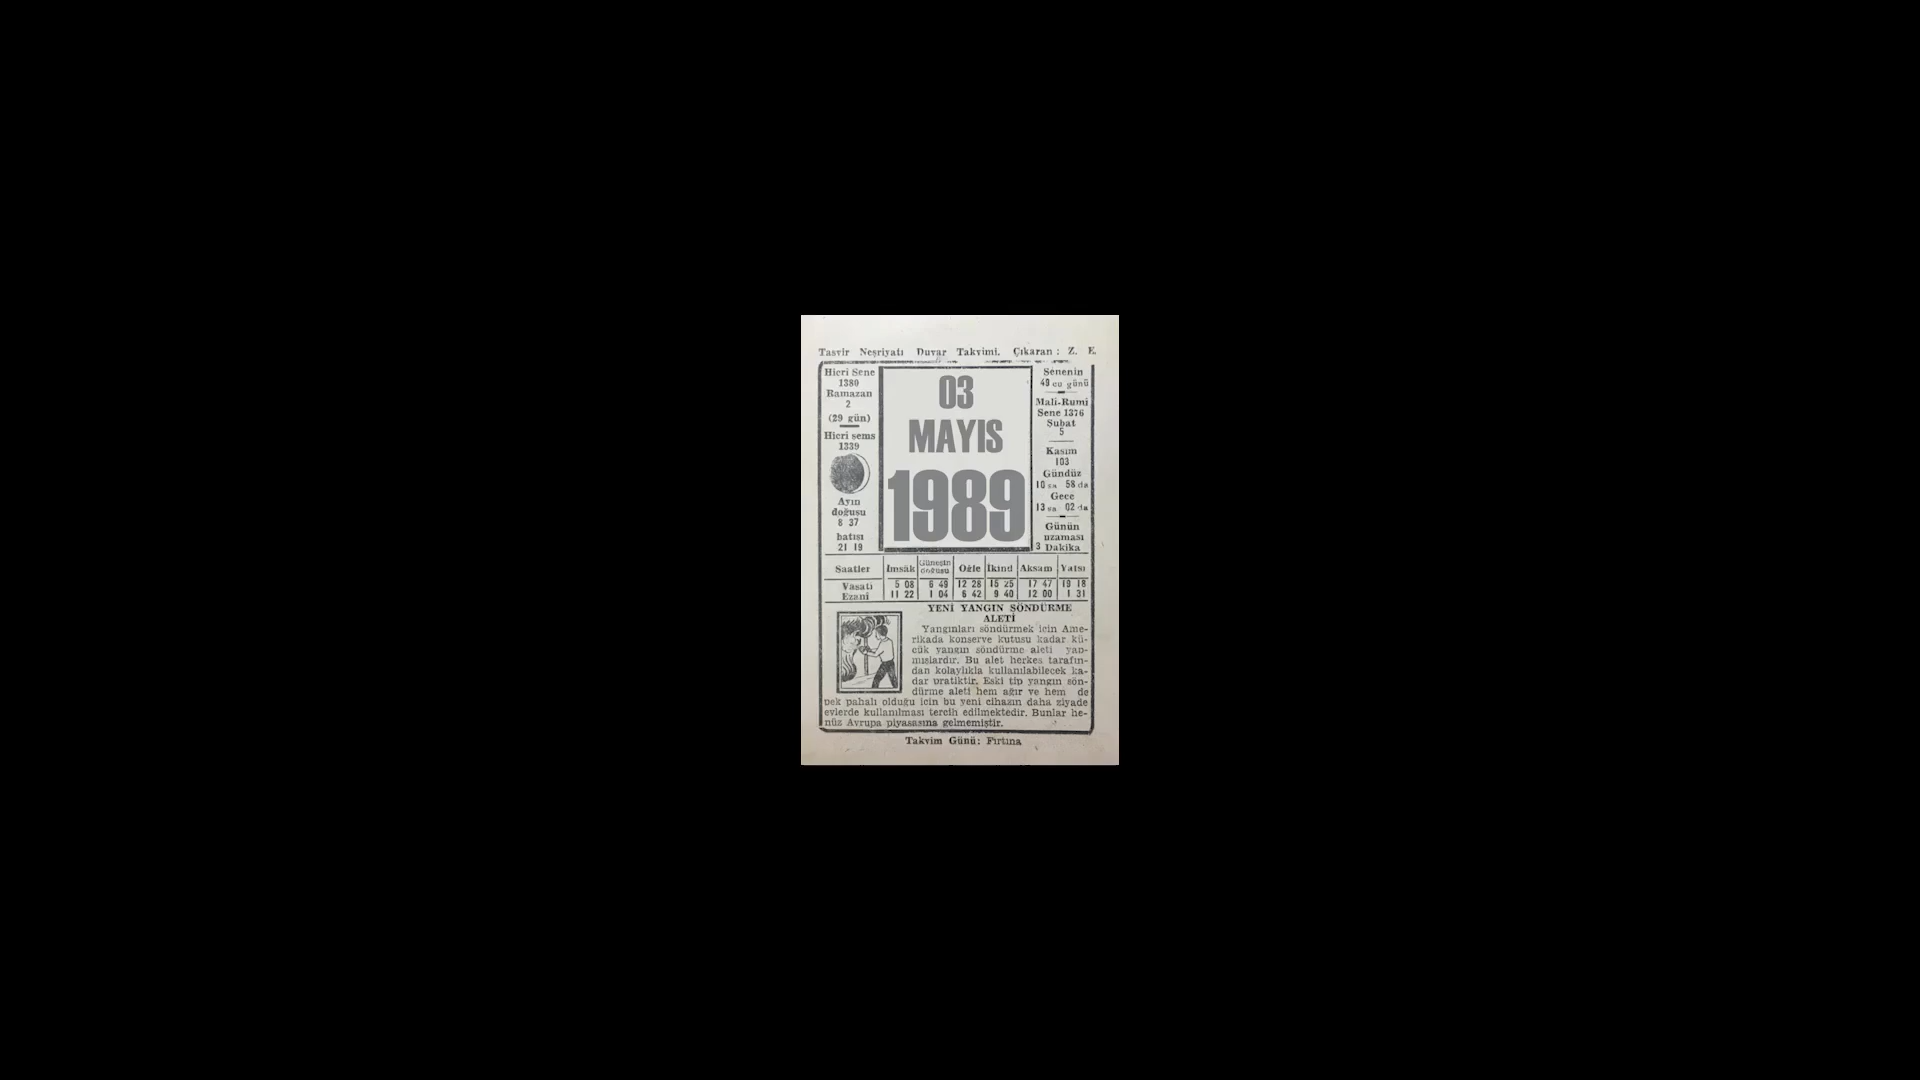 Tasvir Neşriyatı Duvar Takvimi. Çıkaran : Z. E.
Hicri Sene
1380
Ramazan
2
(29 gün)
Hicri şems
1339
Ayın
doğuşu
8 37
batısı
21 19
03
MAYIS
1989
Senenin
49 cu günü
Mali-Rumi
Sene 1376
Şubat
5
Kasım
103
Gündüz
10 sa 58 da
Gece
13 sa 02 da
Günün
uzaması
3 Dakika
Saatler İmsâk Güneşin doğuşu Öğle İkindi Aksam Yatsı
Vasati 5 08 6 49 12 28 15 25 17 47 19 18
Ezanî 11 22 1 04 6 42 9 40 12 00 1 31
YENİ YANGIN SÖNDÜRME
ALETİ
Yangınları söndürmek için Ame-
rikada konserve kutusu kadar kü-
cük yangın söndürme aleti yap-
mışlardır. Bu alet herkes tarafın-
dan kolaylıkla kullanılabilecek ka-
dar pratiktir. Eski tip yangın sön-
dürme aleti hem ağır ve hem de
pek pahalı olduğu için bu yeni cihazın daha ziyade
evlerde kullanılması tercih edilmektedir. Bunlar he-
nüz Avrupa piyasasına gelmemiştir.
Takvim Günü: Fırtına